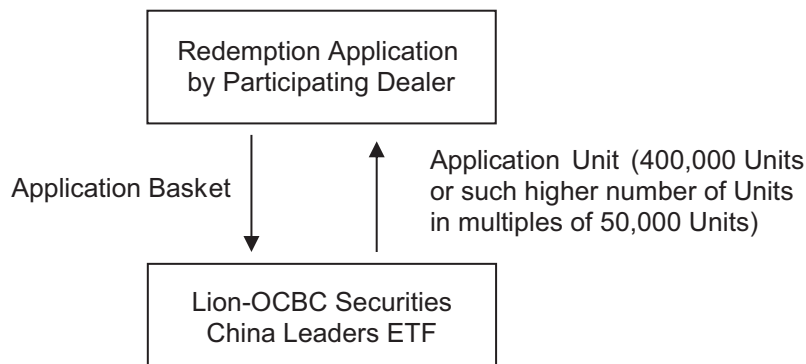 Redemption Application
by Participating Dealer
Application Basket
Application Unit (400,000 Units
or such higher number of Units
in multiples of 50,000 Units)
Lion-OCBC Securities
China Leaders ETF